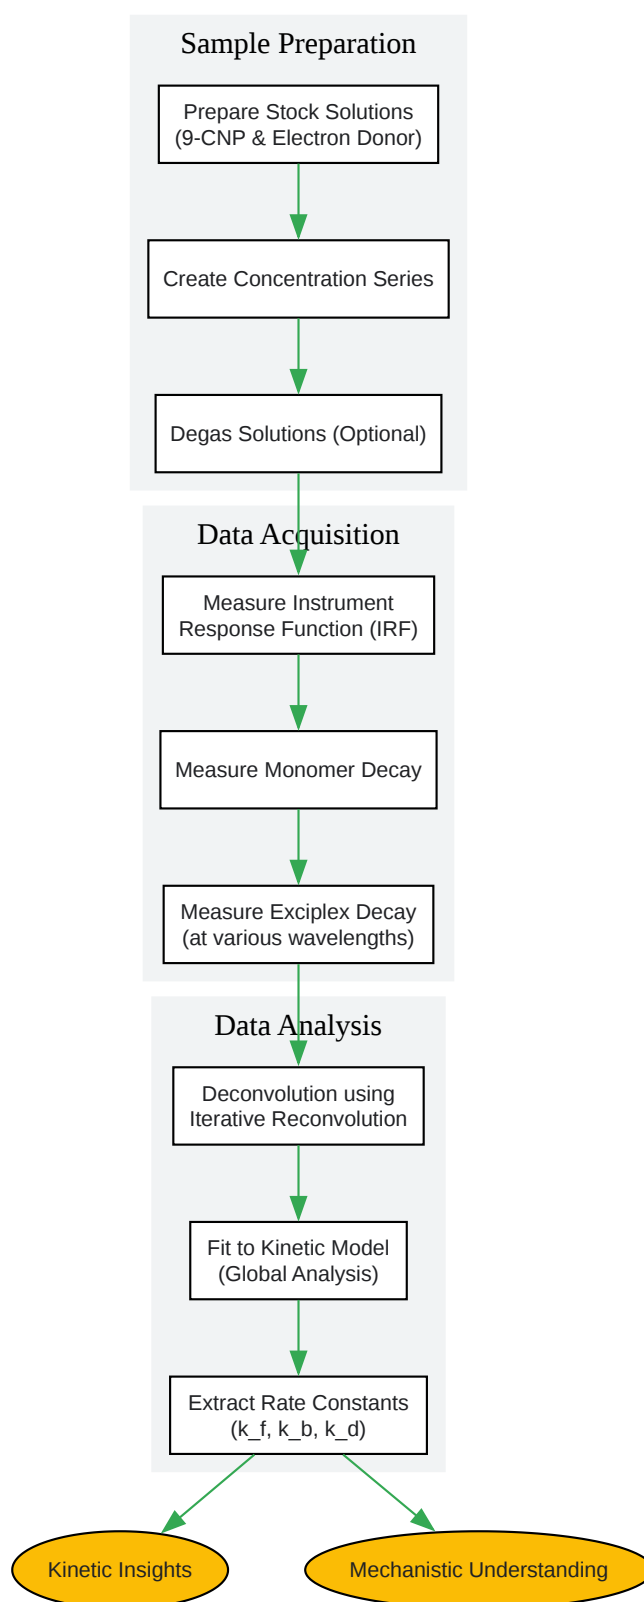 Sample Preparation
Prepare Stock Solutions
(9-CNP & Electron Donor)
Create Concentration Series
Degas Solutions (Optional)
Data Acquisition
Measure Instrument
Response Function (IRF)
Measure Monomer Decay
Measure Exciplex Decay
(at various wavelengths)
Data Analysis
Deconvolution using
Iterative Reconvolution
Fit to Kinetic Model
(Global Analysis)
Extract Rate Constants
(k_f, k_b, k_d)
Kinetic Insights
Mechanistic Understanding